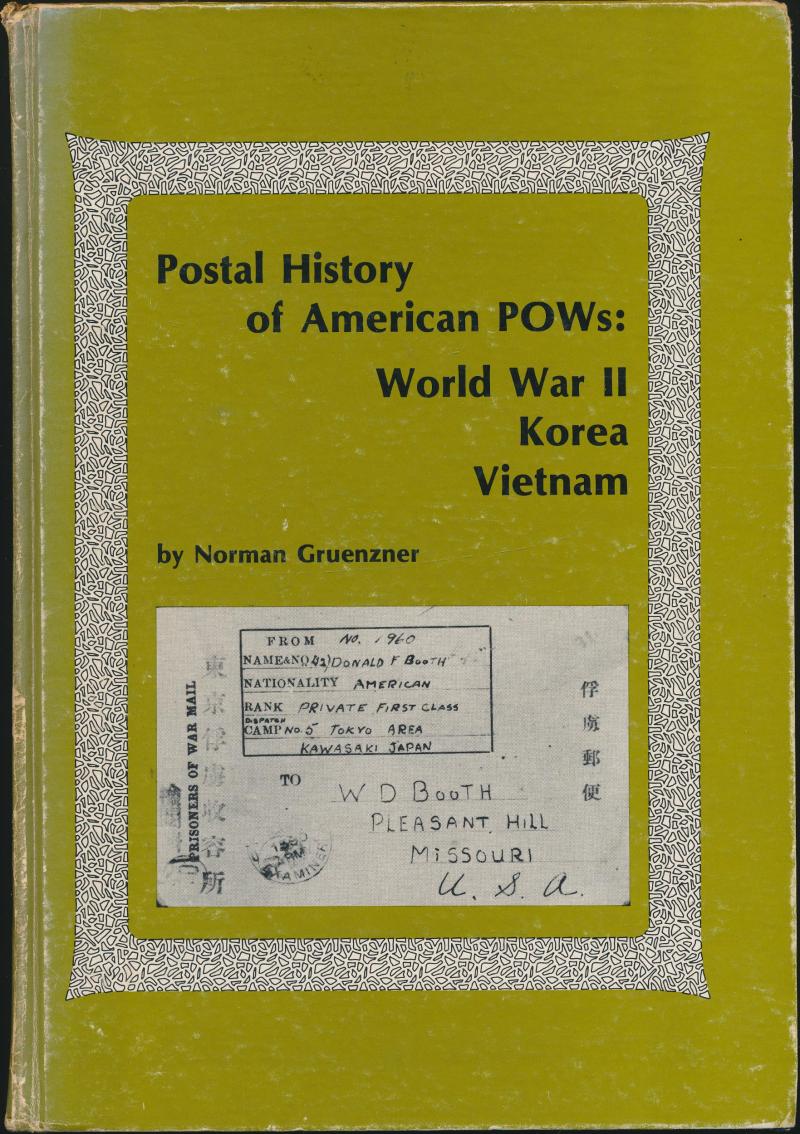 Postal History
of American POWs:
World War II
Korea
Vietnam
by Norman Gruenzner
FROM NO. 1960
NAME&NO. DONALD F BOOTH
NATIONALITY AMERICAN
RANK PRIVATE FIRST CLASS
DISPATCH
CAMP NO. 5 TOKYO AREA
KAWASAKI JAPAN
TO
W D BOOTH
PLEASANT HILL
MISSOURI
U. S. A.
PRISONERS OF WAR MAIL
東京俘虜收容所
俘虜郵便